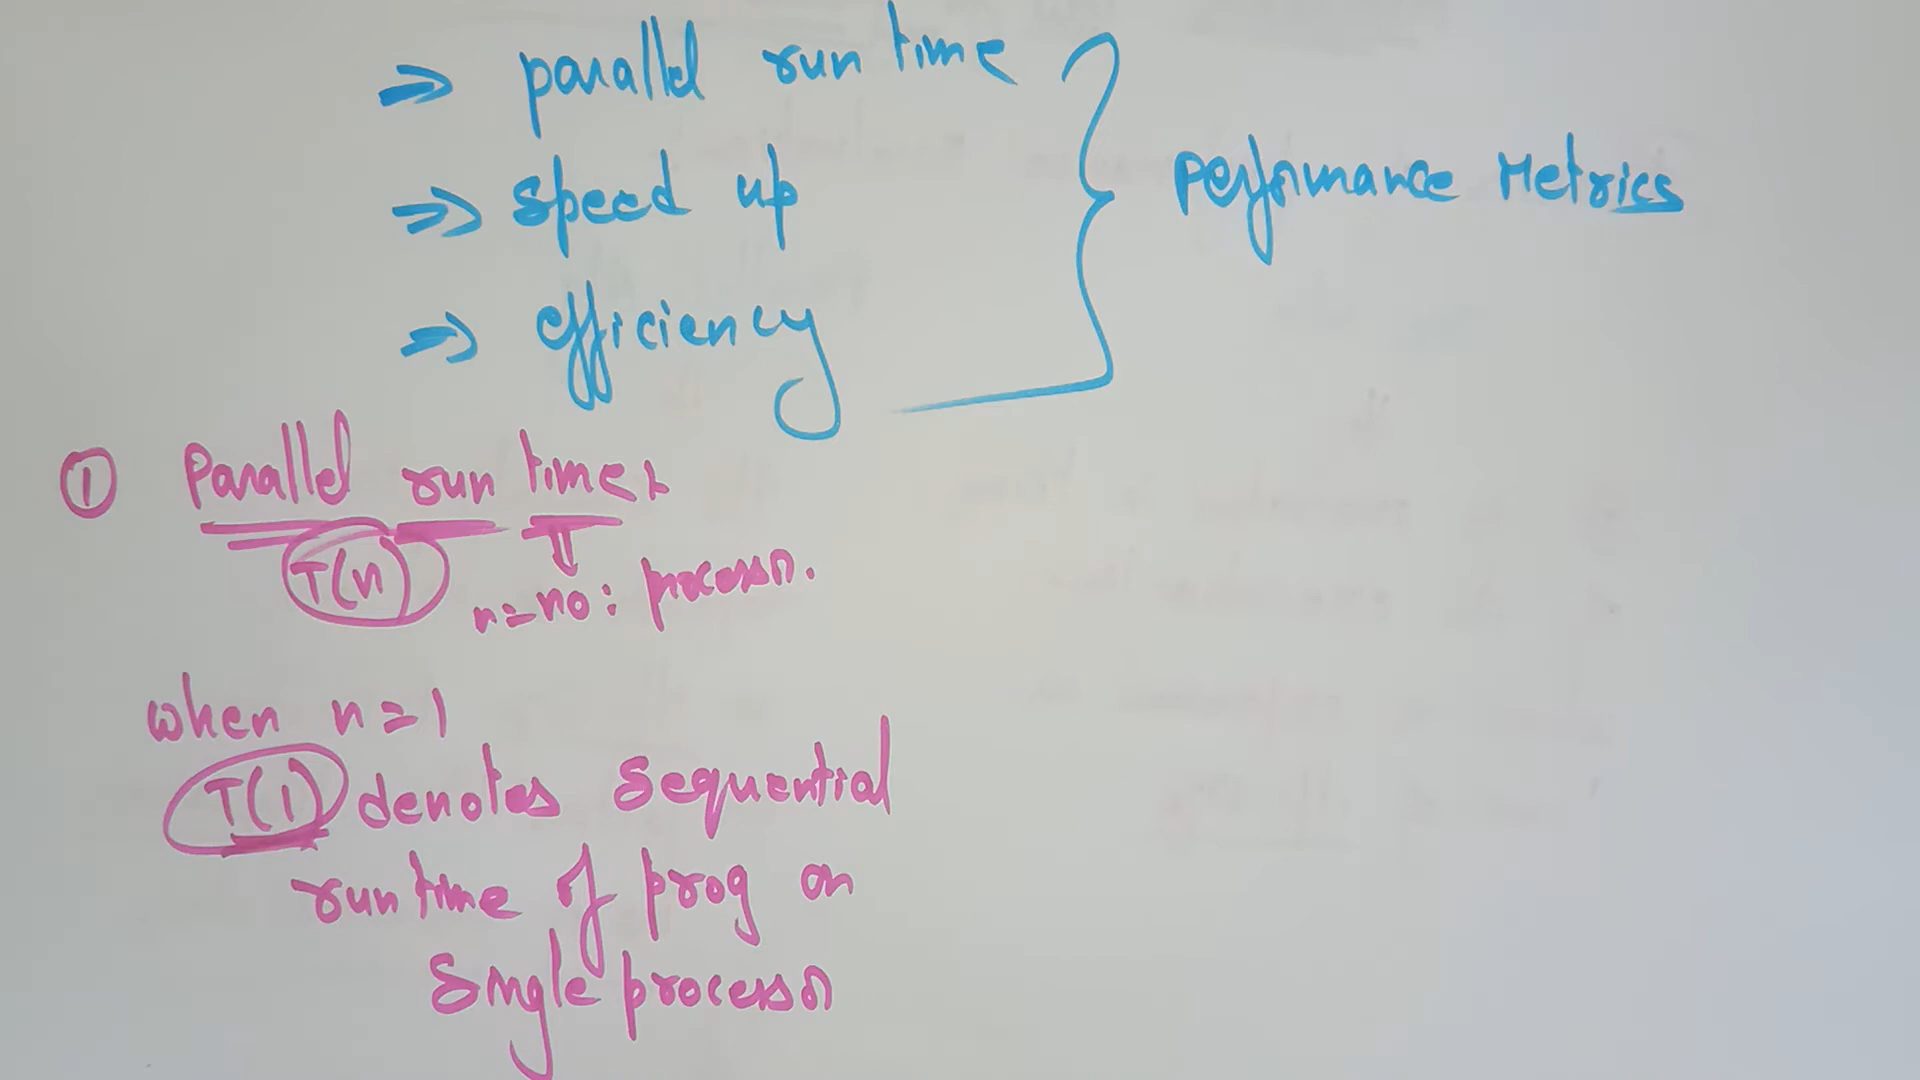 ⇒ parallel run time
⇒ speed up
⇒ efficiency
Performance Metrics
① Parallel run time:
T(n) n = no: processor.
when n=1
T(1) denotes sequential
run time of prog on
single processor